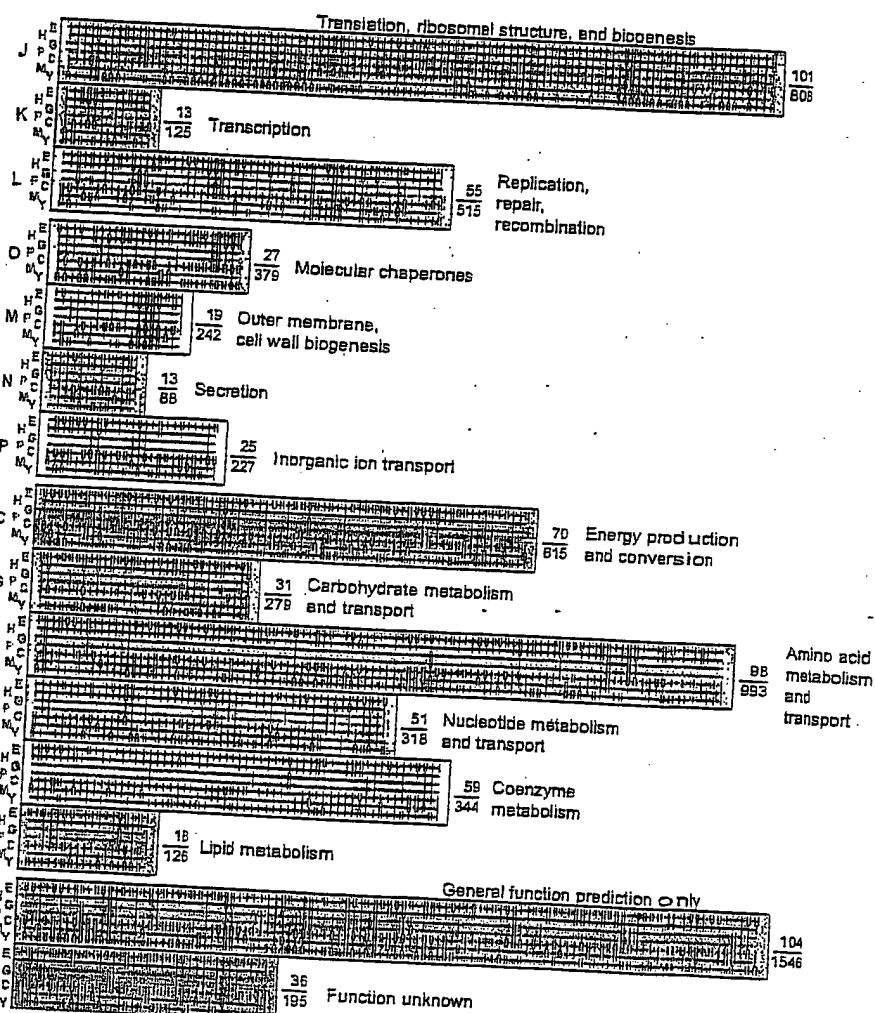 Translation, ribosomal structure, and biogenesis
J
H
P
M
E
G
C
Y
101
808
K
H
P
M
E
G
C
Y
13
125
Transcription
L
H
P
M
E
G
C
Y
55
515
Replication,
repair,
recombination
O
H
P
M
E
G
C
Y
27
379
Molecular chaperones
M
H
P
M
E
G
C
Y
19
242
Outer membrane,
cell wall biogenesis
N
H
P
M
E
G
C
Y
13
88
Secretion
P
H
P
M
E
G
C
Y
25
227
Inorganic ion transport
C
H
P
M
E
G
C
Y
70
615
Energy production
and conversion
G
H
P
M
E
G
C
Y
31
279
Carbohydrate metabolism
and transport
H
P
M
E
G
C
Y
98
993
Amino acid
metabolism
and
transport
H
P
M
E
G
C
Y
51
318
Nucleotide metabolism
and transport
H
P
M
E
G
C
Y
59
344
Coenzyme
metabolism
H
P
M
E
G
C
Y
18
126
Lipid metabolism
General function prediction only
E
G
C
Y
104
1546
E
G
C
Y
36
195
Function unknown